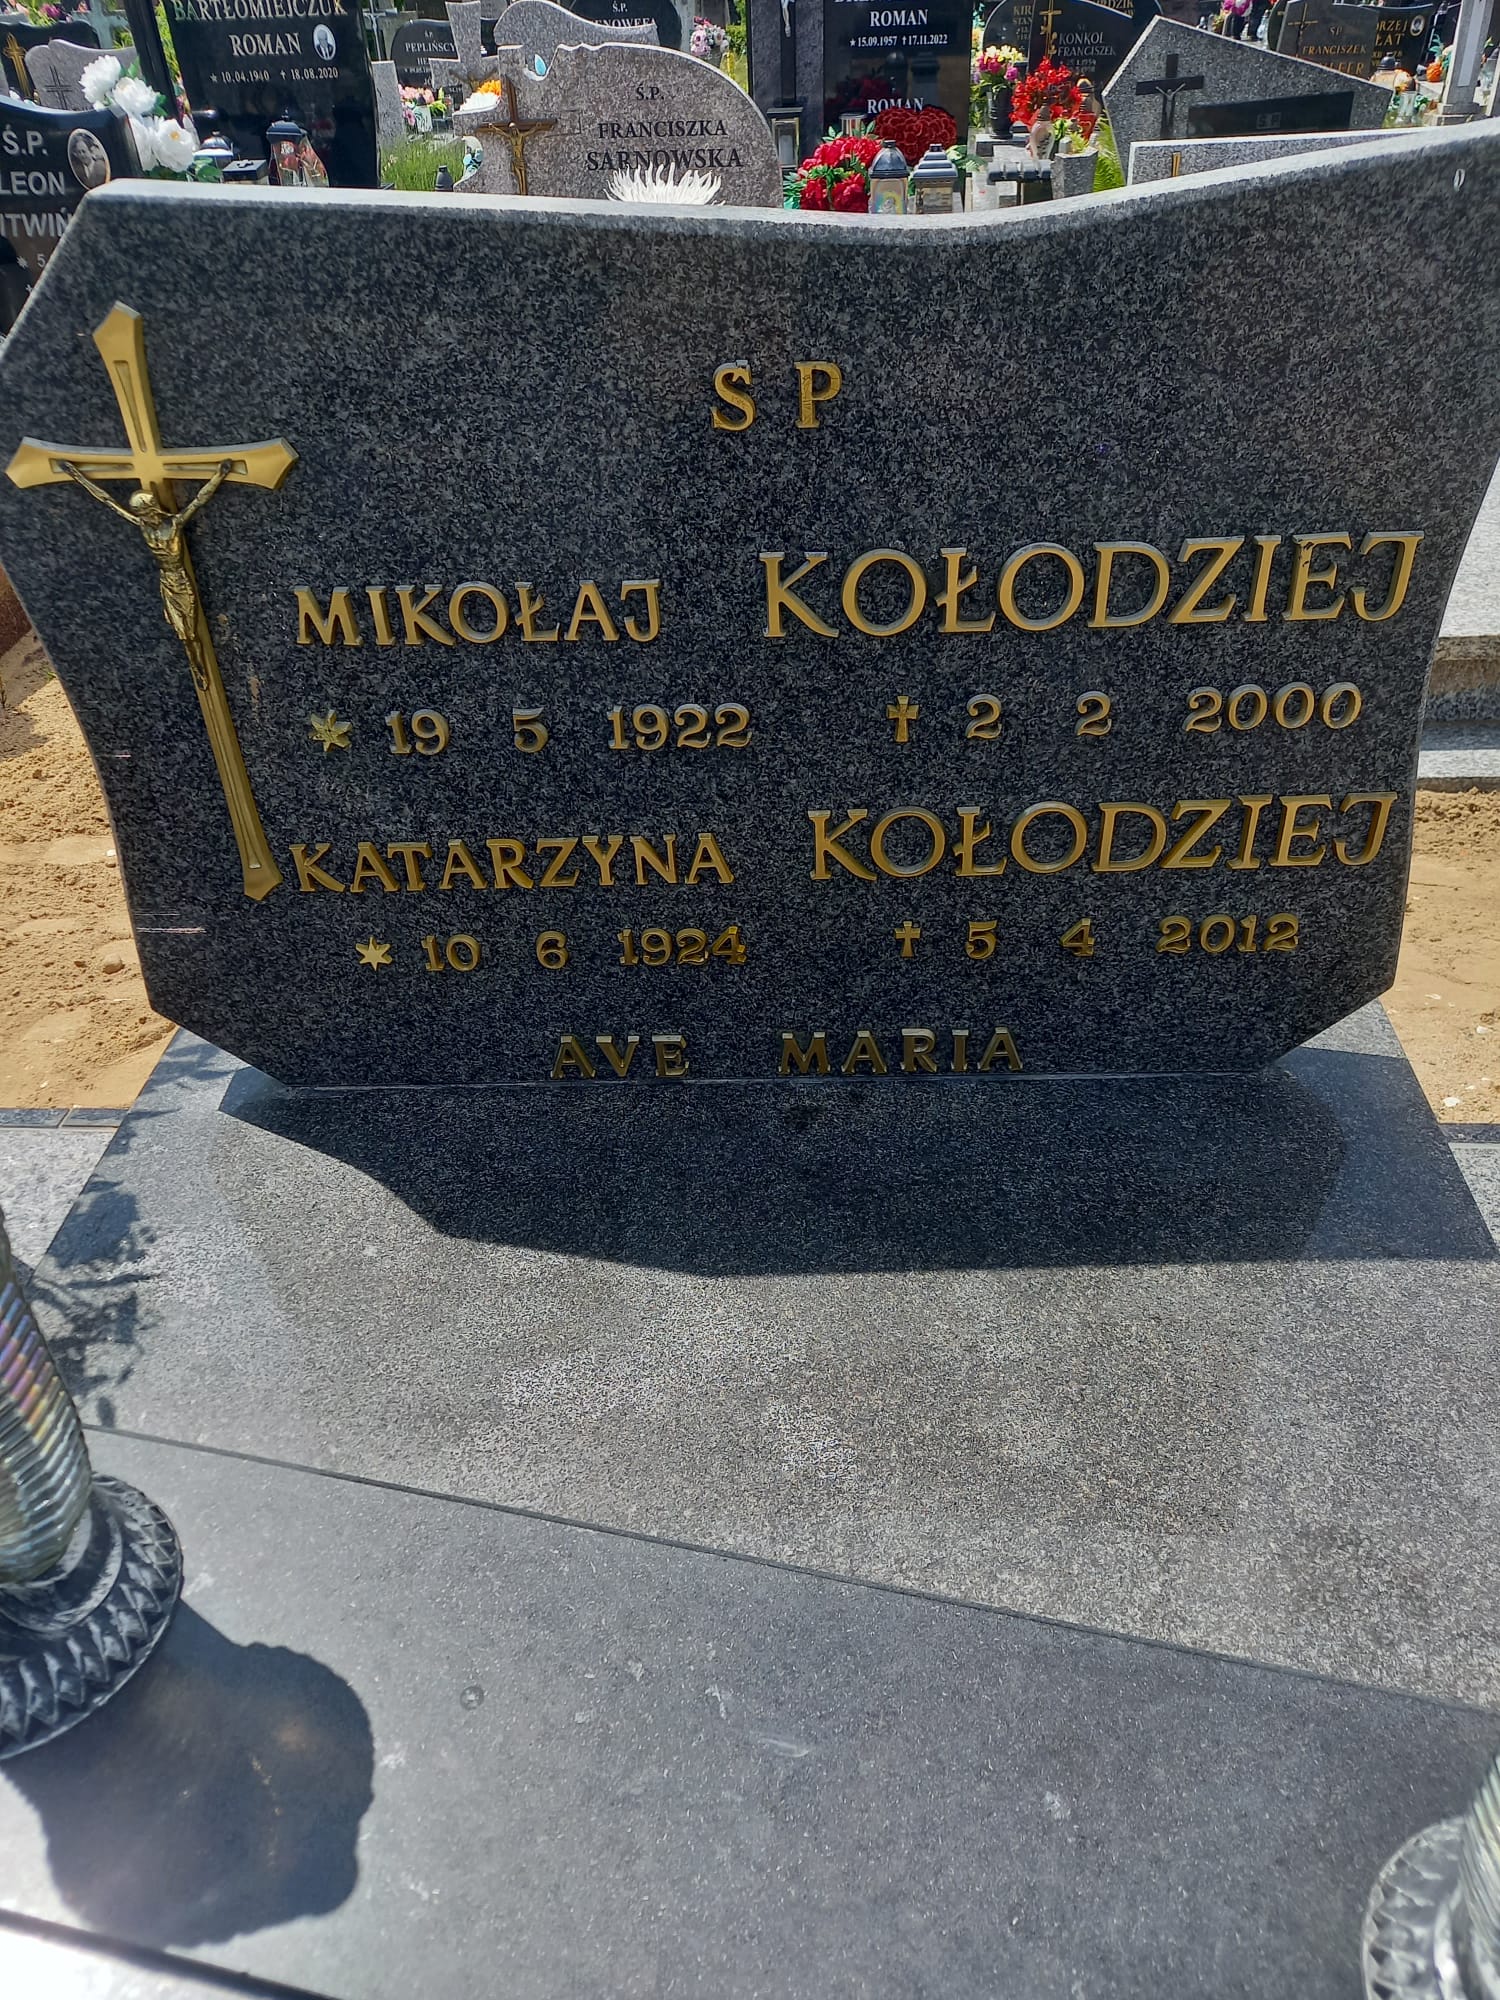 BARTŁOMIEJCZUK
ROMAN
* 10.04.1940 † 18.08.2020
Ś.P.
LEON
Ś.P.
FRANCISZKA
SARNOWSKA
ROMAN
* 15.09.1957 † 17.11.2022
ROMAN
KONKOL
FRANCISZEK
FRANCISZEK
S P
MIKOŁAJ KOŁODZIEJ
* 19 5 1922 † 2 2 2000
KATARZYNA KOŁODZIEJ
* 10 6 1924 † 5 4 2012
AVE MARIA